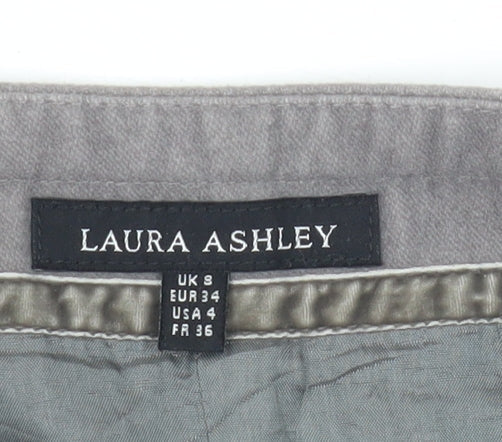 LAURA ASHLEY
UK 8
EUR 34
USA 4
FR 36